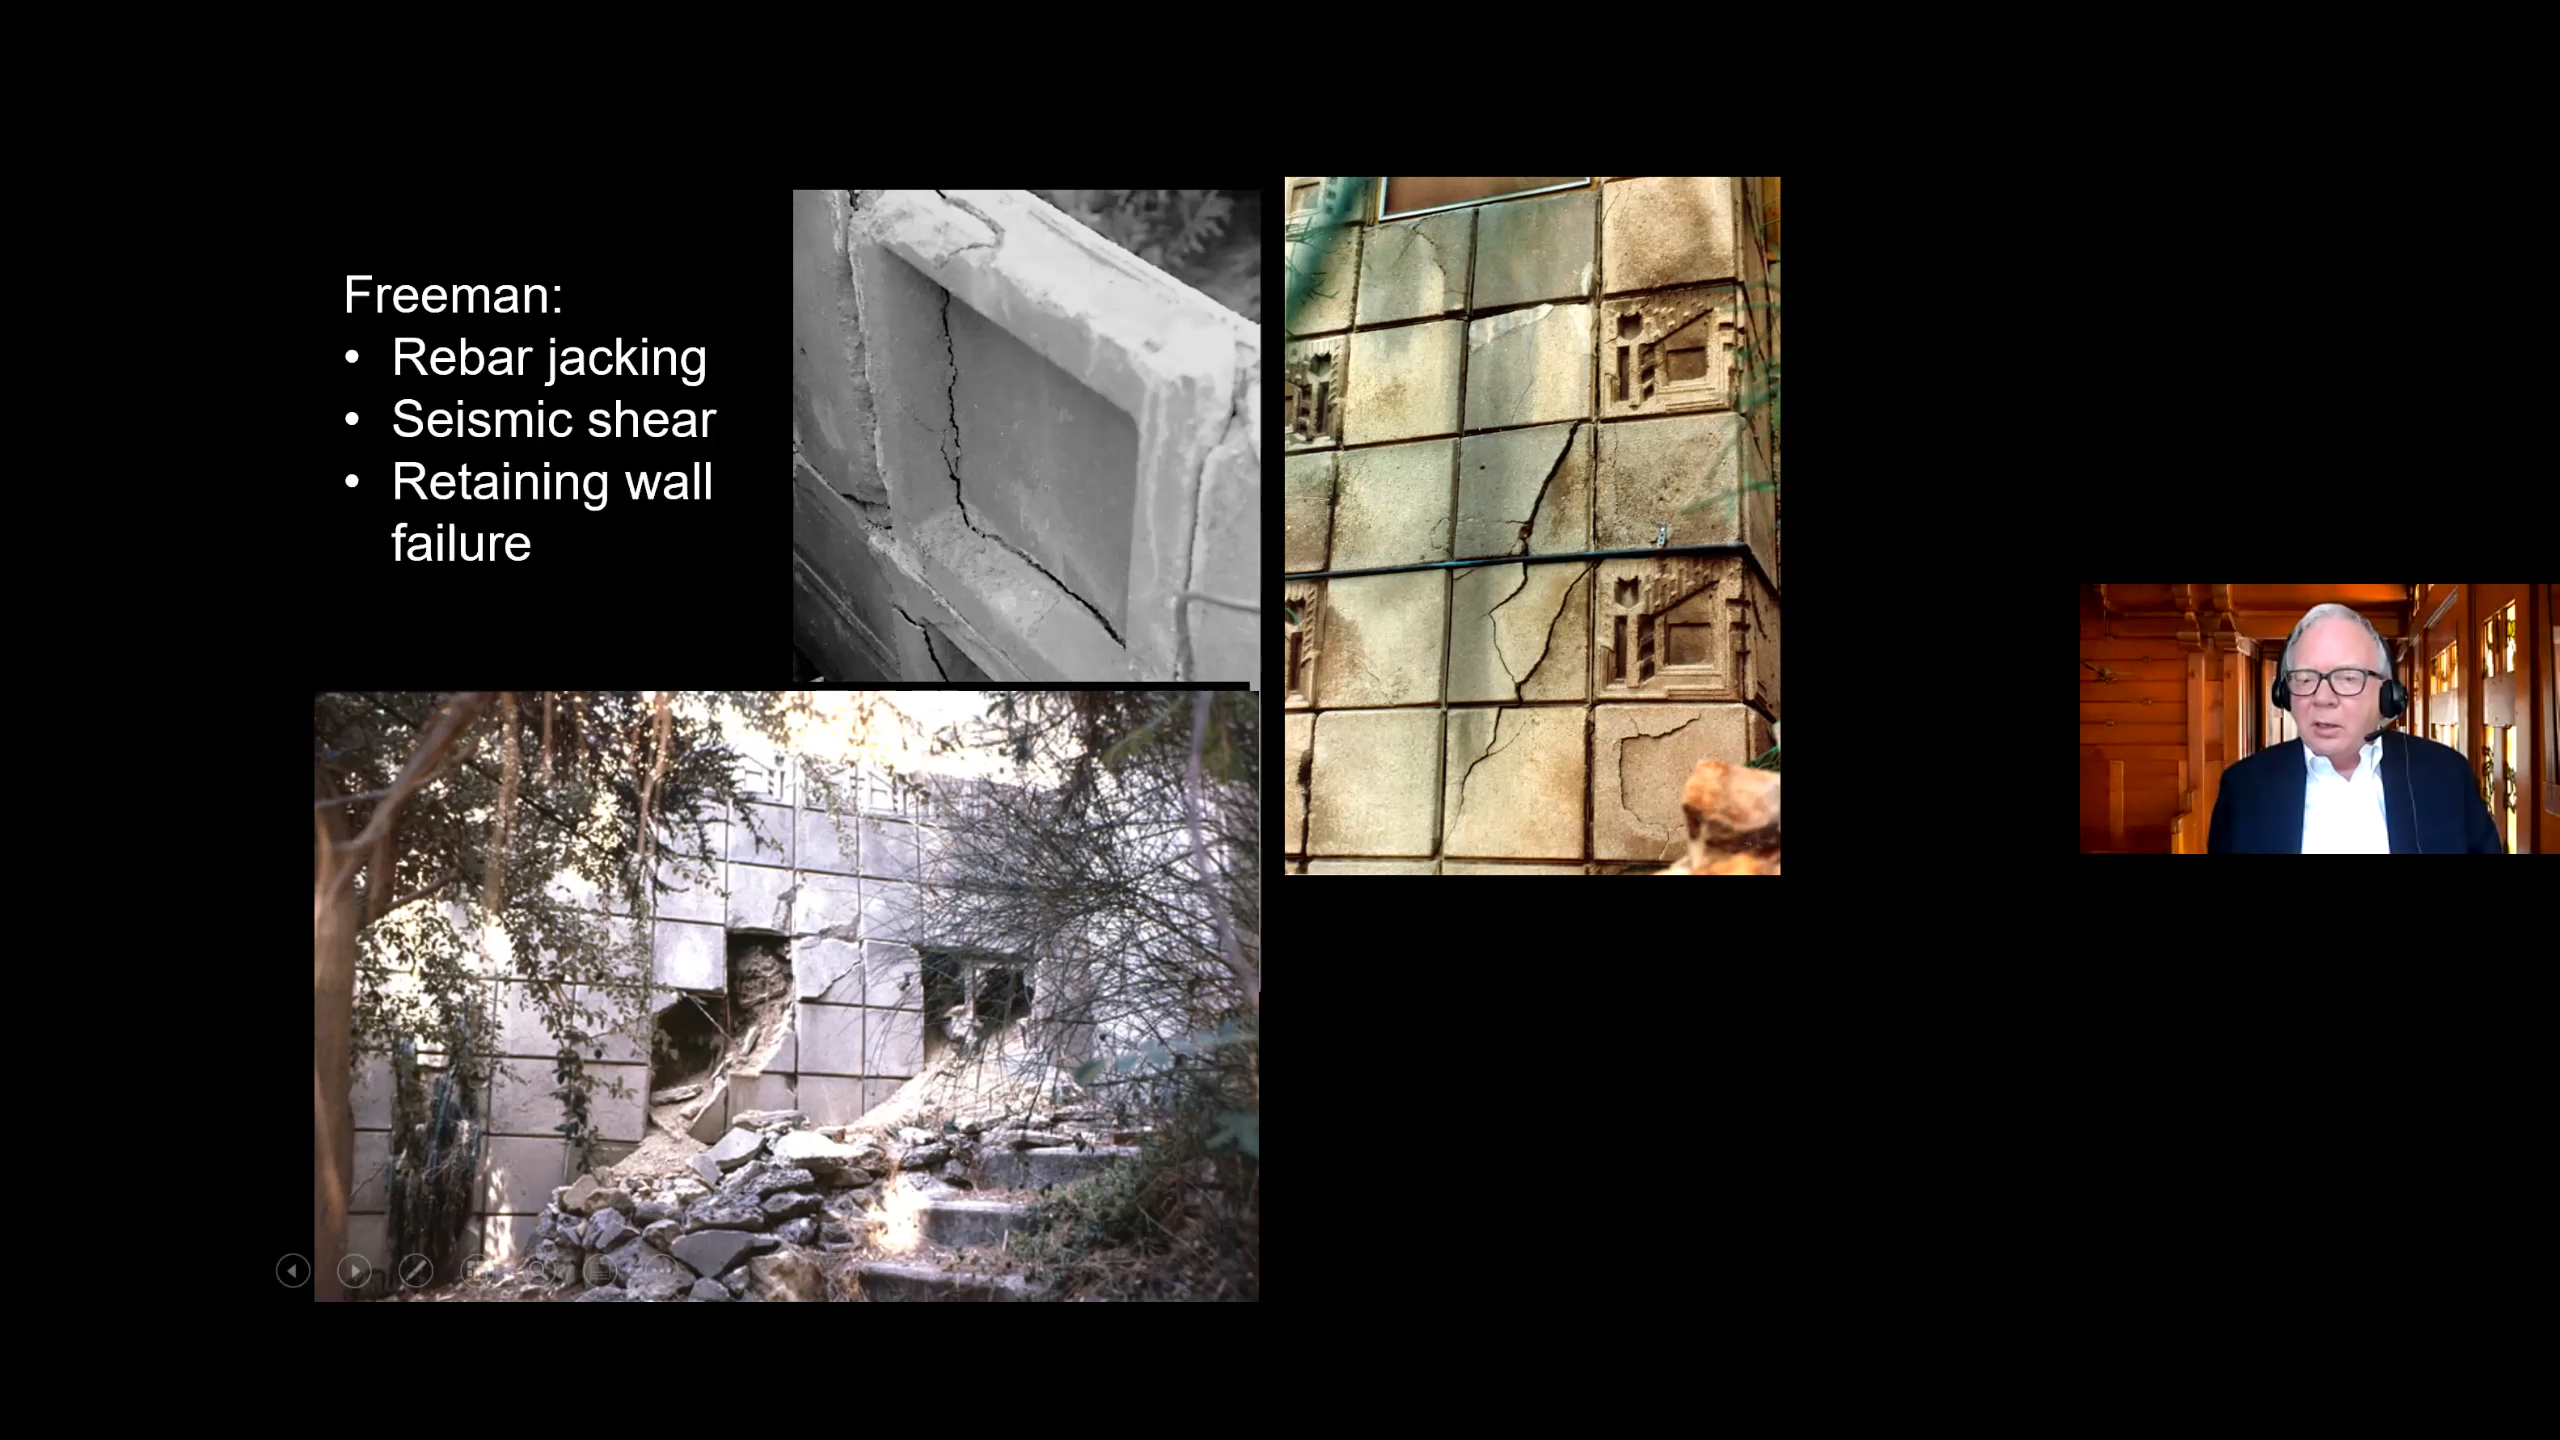 Freeman:
• Rebar jacking
• Seismic shear
• Retaining wall
failure